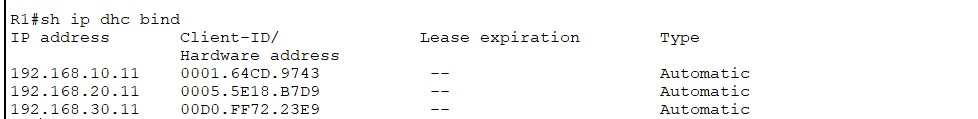 R1#sh ip dhc bind
IP address       Client-ID/              Lease expiration        Type
                 Hardware address
192.168.10.11    0001.64CD.9743           --                     Automatic
192.168.20.11    0005.5E18.B7D9           --                     Automatic
192.168.30.11    00D0.FF72.23E9           --                     Automatic